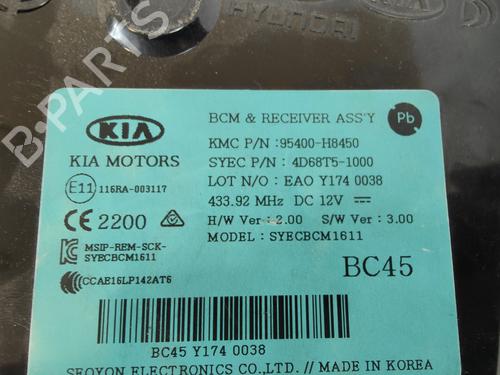 HYUNDAI
KIA
KIA MOTORS
BCM & RECEIVER ASS'Y
Pb
KMC P/N : 95400-H8450
SYEC P/N : 4D68T5-1000
LOT N/O : EAO Y174 0038
E11 116RA-003117
433.92 MHz DC 12V
CE 2200
H/W Ver : 2.00 S/W Ver : 3.00
MSIP-REM-SCK-
SYECBCM1611
MODEL : SYECBCM1611
CCAE16LP142AT6
BC45
BC45 Y174 0038
SEOYON ELECTRONICS CO.,LTD. // MADE IN KOREA
B-PARTS